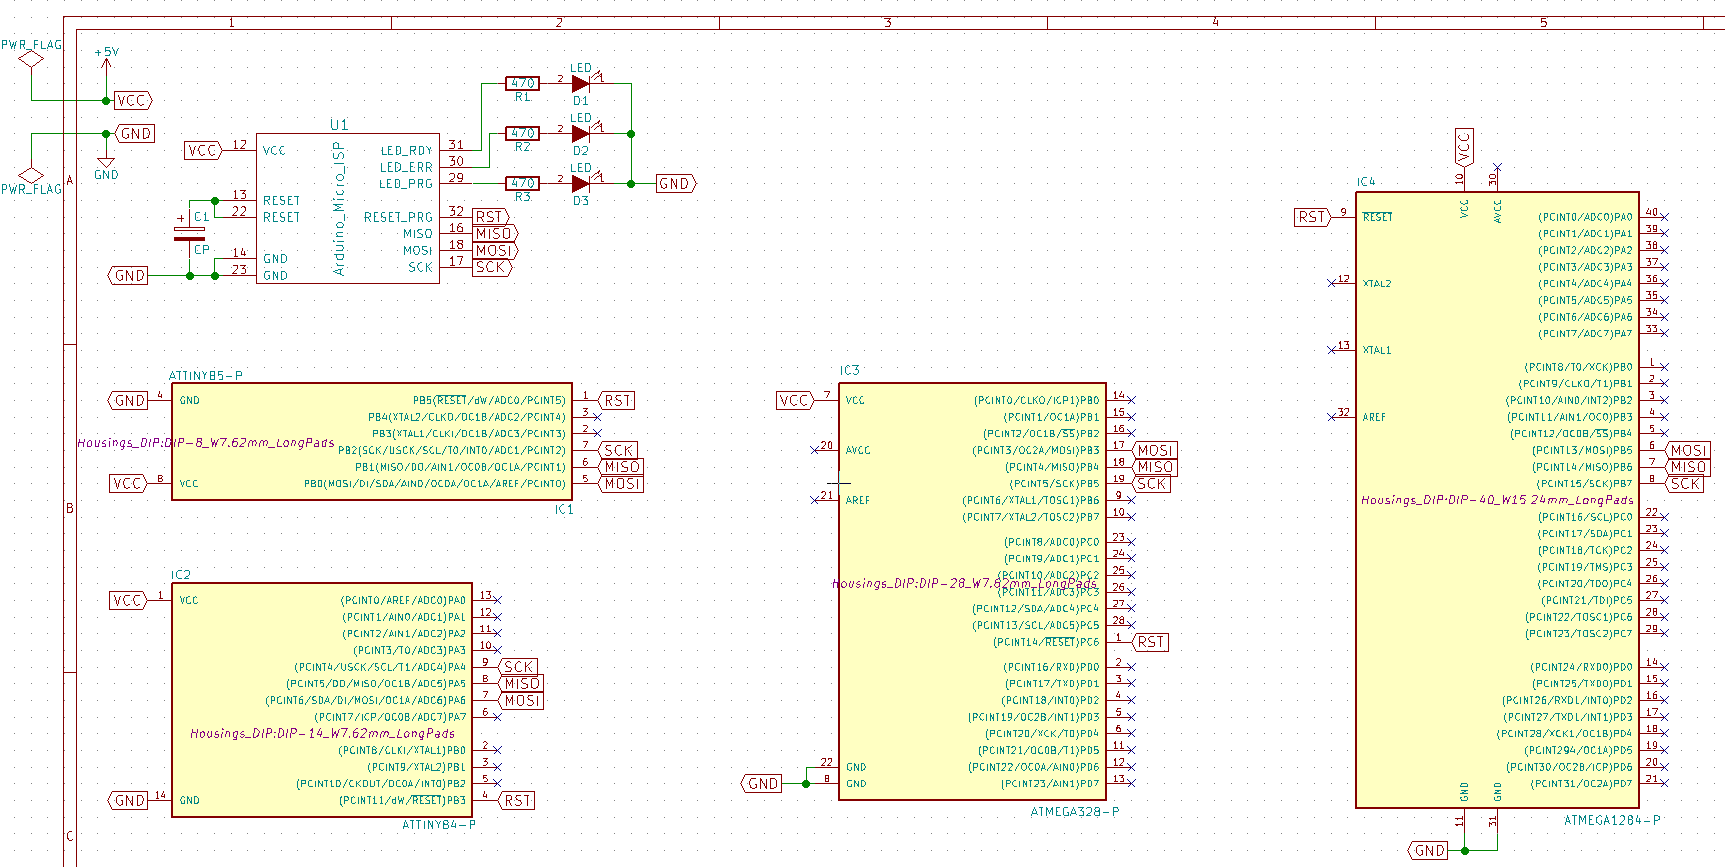 1 2 3 4 5
A
B
C
PWR_FLAG
+5V
VCC
GND
PWR_FLAG
GND
U1
Arduino_Micro_ISP
VCC 12 VCC
13 RESET
22 RESET
14 GND
GND 23 GND
C1
+
CP
LED_RDY 31
LED_ERR 30
LED_PRG 29
RESET_PRG 32 RST
MISO 16 MISO
MOSI 18 MOSI
SCK 17 SCK
470 R1 2 LED 1 D1
470 R2 2 LED 1 D2
470 R3 2 LED 1 D3
GND
ATTINY85-P
GND 4 GND
VCC 8 VCC
Housings_DIP:DIP-8_W7.62mm_LongPads
PB5(RESET/dW/ADC0/PCINT5) 1 RST
PB4(XTAL2/CLKO/OC1B/ADC2/PCINT4) 3
PB3(XTAL1/CLKI/OC1B/ADC3/PCINT3) 2
PB2(SCK/USCK/SCL/T0/INT0/ADC1/PCINT2) 7 SCK
PB1(MISO/DO/AIN1/OC0B/OC1A/PCINT1) 6 MISO
PB0(MOSI/DI/SDA/AIN0/OC0A/OC1A/AREF/PCINT0) 5 MOSI
IC1
IC2
VCC 1 VCC
GND 14 GND
(PCINT0/AREF/ADC0)PA0 13
(PCINT1/AIN0/ADC1)PA1 12
(PCINT2/AIN1/ADC2)PA2 11
(PCINT3/T0/ADC3)PA3 10
(PCINT4/USCK/SCL/T1/ADC4)PA4 9 SCK
(PCINT5/DO/MISO/OC1B/ADC5)PA5 8 MISO
(PCINT6/SDA/DI/MOSI/OC1A/ADC6)PA6 7 MOSI
(PCINT7/ICP/OC0B/ADC7)PA7 6
Housings_DIP:DIP-14_W7.62mm_LongPads
(PCINT8/CLKI/XTAL1)PB0 2
(PCINT9/XTAL2)PB1 3
(PCINT10/CKOUT/OC0A/INT0)PB2 5
(PCINT11/dW/RESET)PB3 4 RST
ATTINY84-P
IC3
VCC 7 VCC
20 AVCC
21 AREF
22 GND
GND 8 GND
(PCINT0/CLKO/ICP1)PB0 14
(PCINT1/OC1A)PB1 15
(PCINT2/OC1B/SS)PB2 16
(PCINT3/OC2A/MOSI)PB3 17 MOSI
(PCINT4/MISO)PB4 18 MISO
(PCINT5/SCK)PB5 19 SCK
(PCINT6/XTAL1/TOSC1)PB6 9
(PCINT7/XTAL2/TOSC2)PB7 10
(PCINT8/ADC0)PC0 23
(PCINT9/ADC1)PC1 24
(PCINT10/ADC2)PC2 25
Housings_DIP:DIP-28_W7.62mm_LongPads
(PCINT11/ADC3)PC3 26
(PCINT12/SDA/ADC4)PC4 27
(PCINT13/SCL/ADC5)PC5 28
(PCINT14/RESET)PC6 1 RST
(PCINT16/RXD)PD0 2
(PCINT17/TXD)PD1 3
(PCINT18/INT0)PD2 4
(PCINT19/OC2B/INT1)PD3 5
(PCINT20/XCK/T0)PD4 6
(PCINT21/OC0B/T1)PD5 11
(PCINT22/OC0A/AIN0)PD6 12
(PCINT23/AIN1)PD7 13
ATMEGA328-P
IC4
VCC 10 VCC
30 AVCC
RST 9 RESET
12 XTAL2
13 XTAL1
32 AREF
(PCINT0/ADC0)PA0 40
(PCINT1/ADC1)PA1 39
(PCINT2/ADC2)PA2 38
(PCINT3/ADC3)PA3 37
(PCINT4/ADC4)PA4 36
(PCINT5/ADC5)PA5 35
(PCINT6/ADC6)PA6 34
(PCINT7/ADC7)PA7 33
(PCINT8/T0/XCK)PB0 1
(PCINT9/CLKO/T1)PB1 2
(PCINT10/AIN0/INT2)PB2 3
(PCINT11/AIN1/OC0)PB3 4
(PCINT12/OC0B/SS)PB4 5
(PCINT13/MOSI)PB5 6 MOSI
(PCINT14/MISO)PB6 7 MISO
(PCINT15/SCK)PB7 8 SCK
Housings_DIP:DIP-40_W15.24mm_LongPads
(PCINT16/SCL)PC0 22
(PCINT17/SDA)PC1 23
(PCINT18/TCK)PC2 24
(PCINT19/TMS)PC3 25
(PCINT20/TDO)PC4 26
(PCINT21/TDI)PC5 27
(PCINT22/TOSC1)PC6 28
(PCINT23/TOSC2)PC7 29
(PCINT24/RXD0)PD0 14
(PCINT25/TXD0)PD1 15
(PCINT26/RXD1/INT0)PD2 16
(PCINT27/TXD1/INT1)PD3 17
(PCINT28/XCK1/OC1B)PD4 18
(PCINT294/OC1A)PD5 19
(PCINT30/OC2B/ICP)PD6 20
(PCINT31/OC2A)PD7 21
GND 11
GND 31
GND
ATMEGA1284-P